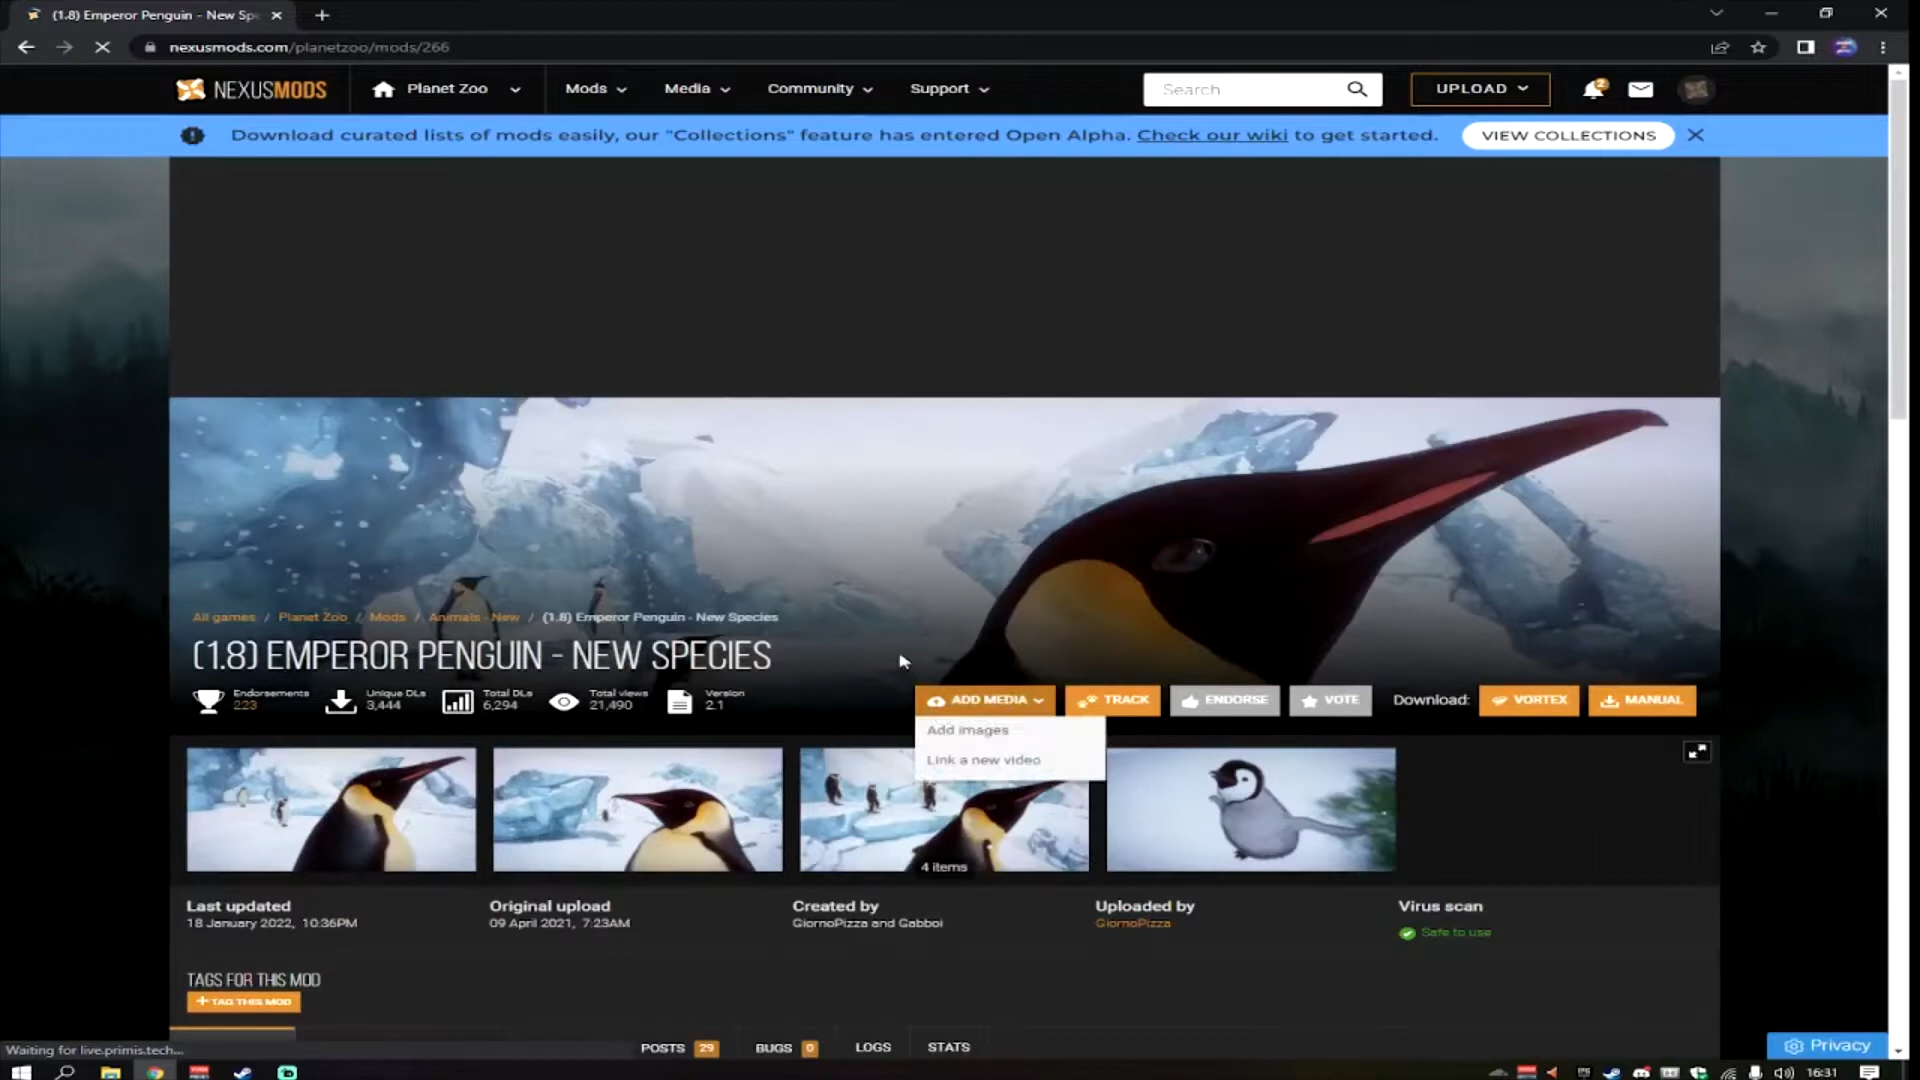 (1.8) Emperor Penguin - New Spe
nexusmods.com/planetzoo/mods/266
NEXUSMODS
Planet Zoo
Mods
Media
Community
Support
Search
UPLOAD
2
Download curated lists of mods easily, our "Collections" feature has entered Open Alpha. Check our wiki to get started.
VIEW COLLECTIONS
All games / Planet Zoo / Mods / Animals - New / (1.8) Emperor Penguin - New Species
(1.8) EMPEROR PENGUIN - NEW SPECIES
Endorsements
223
Unique DLs
3,444
Total DLs
6,294
Total views
21,490
Version
2.1
ADD MEDIA
TRACK
ENDORSE
VOTE
Download:
VORTEX
MANUAL
Add images
Link a new video
4 items
Last updated
18 January 2022, 10:36PM
Original upload
09 April 2021, 7:23AM
Created by
GiornoPizza and Gabboi
Uploaded by
GiornoPizza
Virus scan
Safe to use
TAGS FOR THIS MOD
+ TAG THIS MOD
POSTS 29
BUGS 0
LOGS
STATS
Waiting for live.primis.tech...
Privacy
16:31